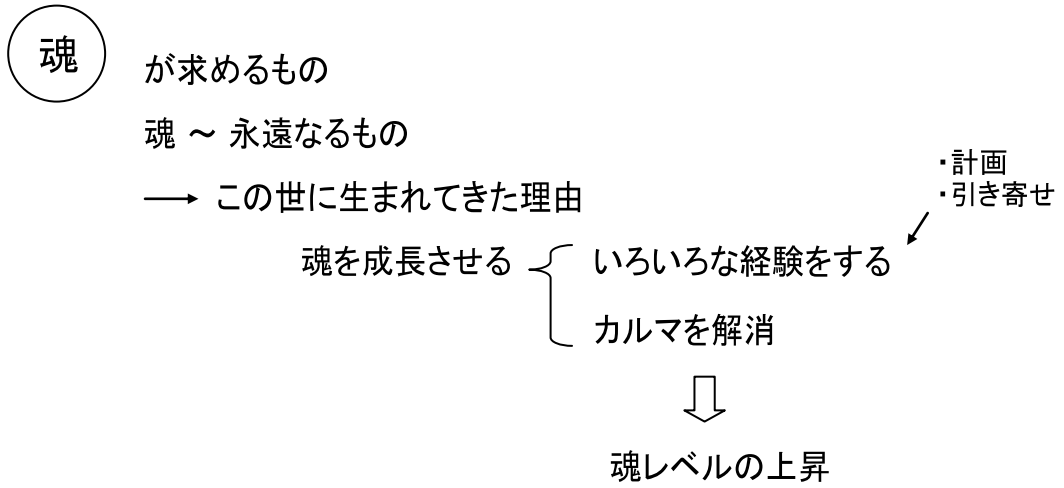 魂
が求めるもの
魂 ～ 永遠なるもの
・計画
・引き寄せ
→ この世に生まれてきた理由
魂を成長させる
いろいろな経験をする
カルマを解消
魂レベルの上昇